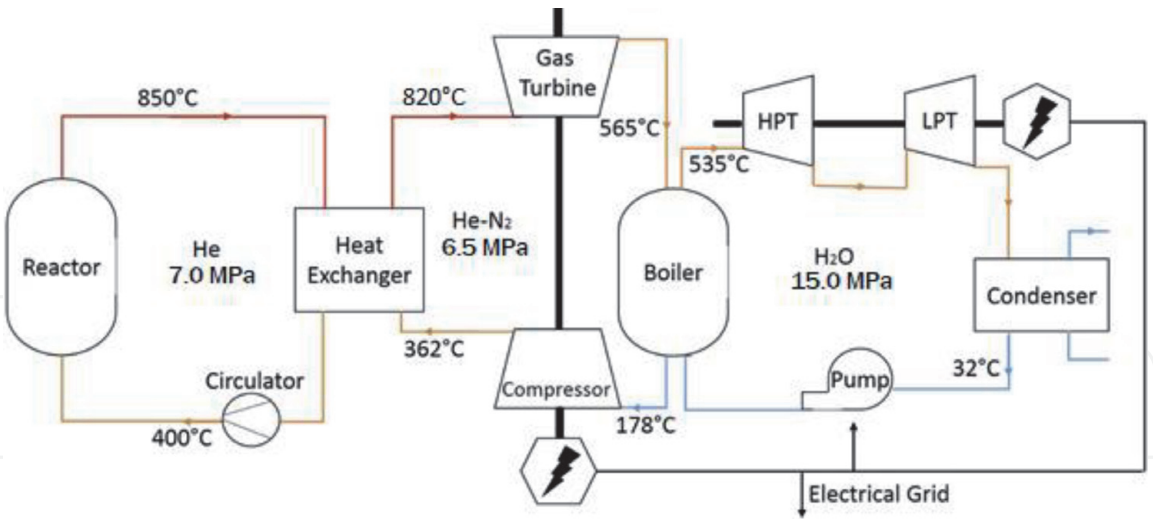 Gas
Turbine
850°C
820°C
565°C
HPT
LPT
535°C
He-N₂
6.5 MPa
He
7.0 MPa
Reactor
Heat
Exchanger
Boiler
H₂O
15.0 MPa
Condenser
362°C
Circulator
Compressor
Pump
32°C
400°C
178°C
Electrical Grid